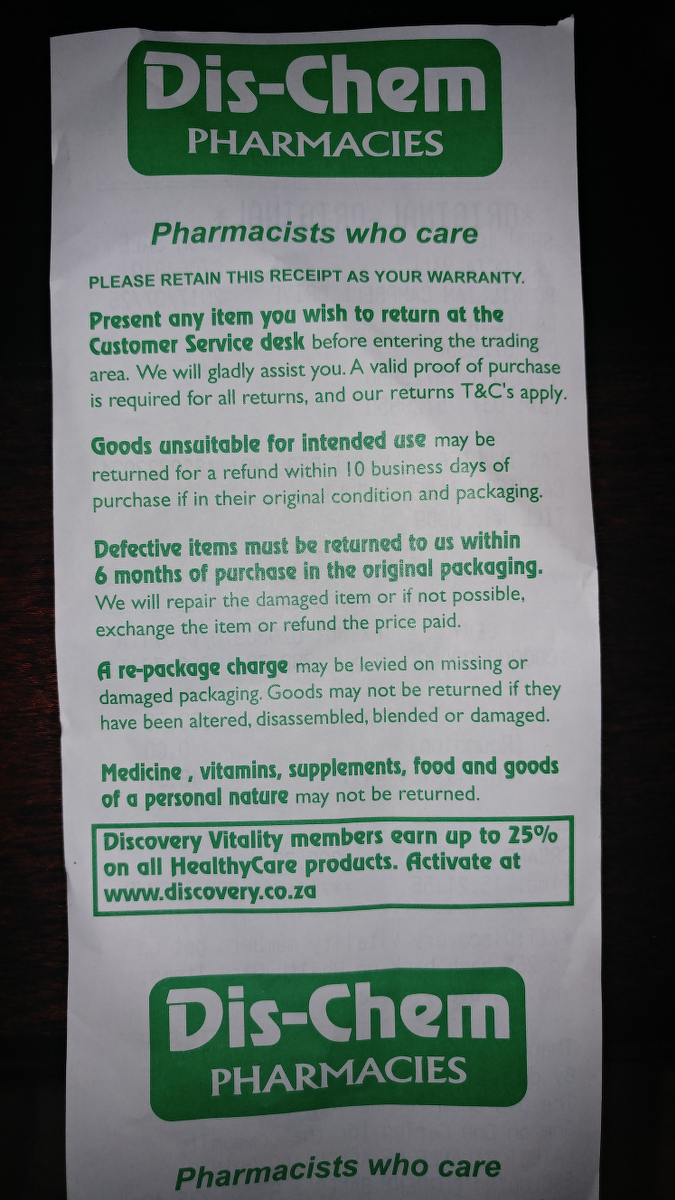 Dis-Chem
PHARMACIES
Pharmacists who care
PLEASE RETAIN THIS RECEIPT AS YOUR WARRANTY.
Present any item you wish to return at the
Customer Service desk before entering the trading
area. We will gladly assist you. A valid proof of purchase
is required for all returns, and our returns T&C's apply.
Goods unsuitable for intended use may be
returned for a refund within 10 business days of
purchase if in their original condition and packaging.
Defective items must be returned to us within
6 months of purchase in the original packaging.
We will repair the damaged item or if not possible,
exchange the item or refund the price paid.
A re-package charge may be levied on missing or
damaged packaging. Goods may not be returned if they
have been altered, disassembled, blended or damaged.
Medicine , vitamins, supplements, food and goods
of a personal nature may not be returned.
Discovery Vitality members earn up to 25%
on all HealthyCare products. Activate at
www.discovery.co.za
Dis-Chem
PHARMACIES
Pharmacists who care